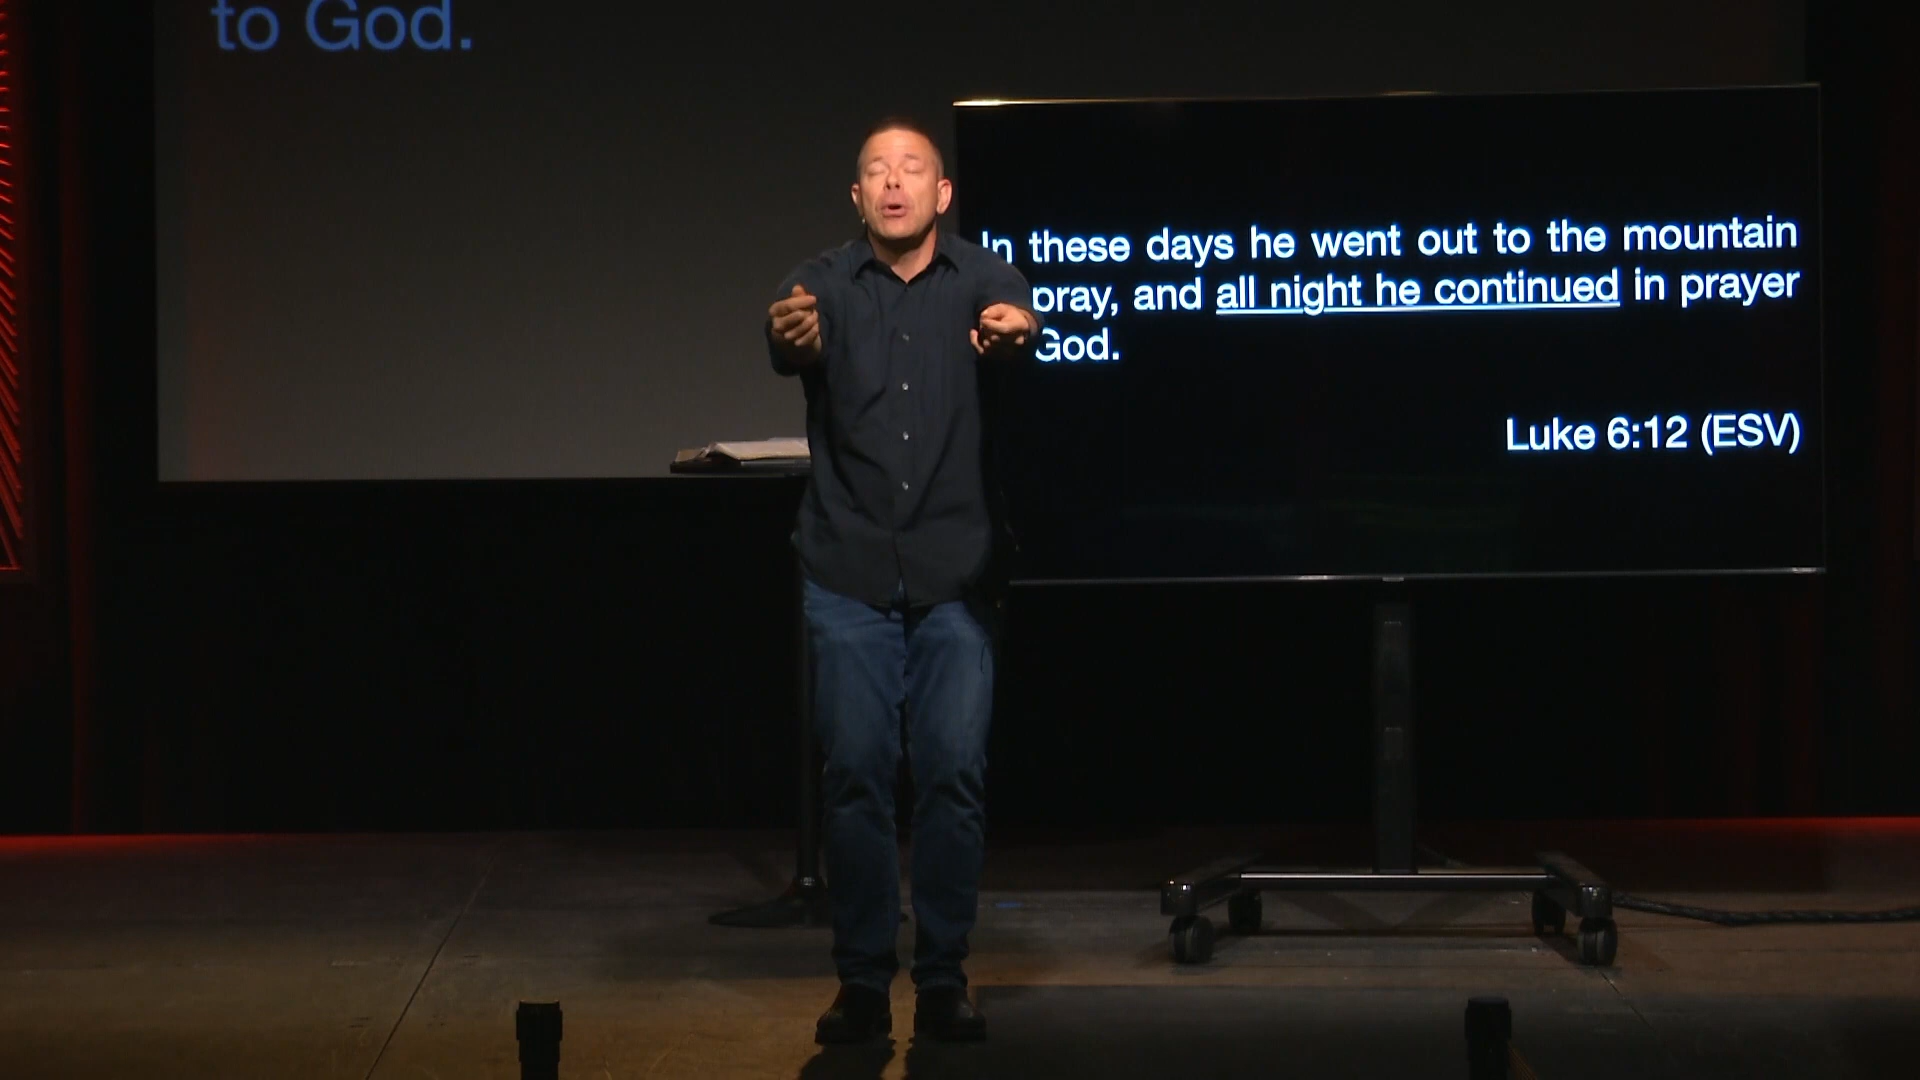 to God.
In these days he went out to the mountain
pray, and all night he continued in prayer
God.
Luke 6:12 (ESV)